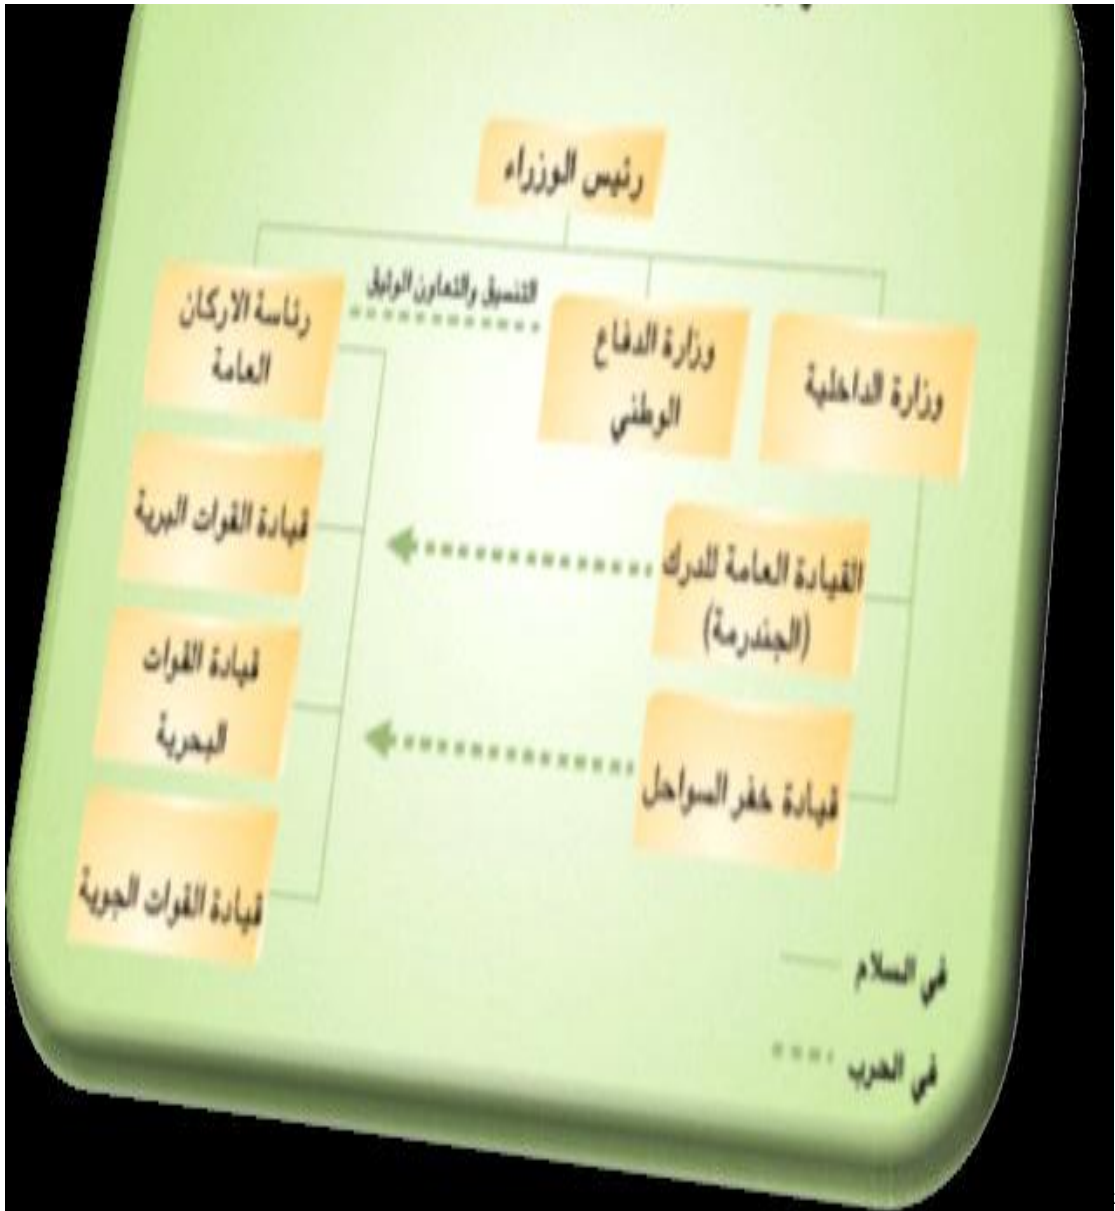 رئيس الوزراء
التنسيق والتعاون الوثيق
وزارة الداخلية
وزارة الدفاع
الوطني
رئاسة الاركان
العامة
القيادة العامة للدرك
(الجندرمة)
قيادة خفر السواحل
قيادة القوات البرية
قيادة القوات
البحرية
قيادة القوات الجوية
في السلام
في الحرب